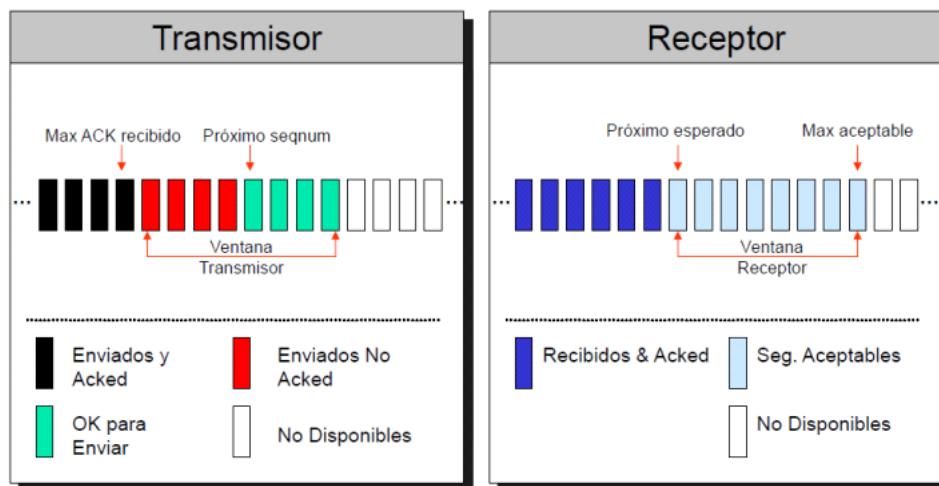 Transmisor
Max ACK recibido
Próximo seqnum
...
...
Ventana
Transmisor
Enviados y
Acked
Enviados No
Acked
OK para
Enviar
No Disponibles
Receptor
Próximo esperado
Max aceptable
...
...
Ventana
Receptor
Recibidos & Acked
Seg. Aceptables
No Disponibles